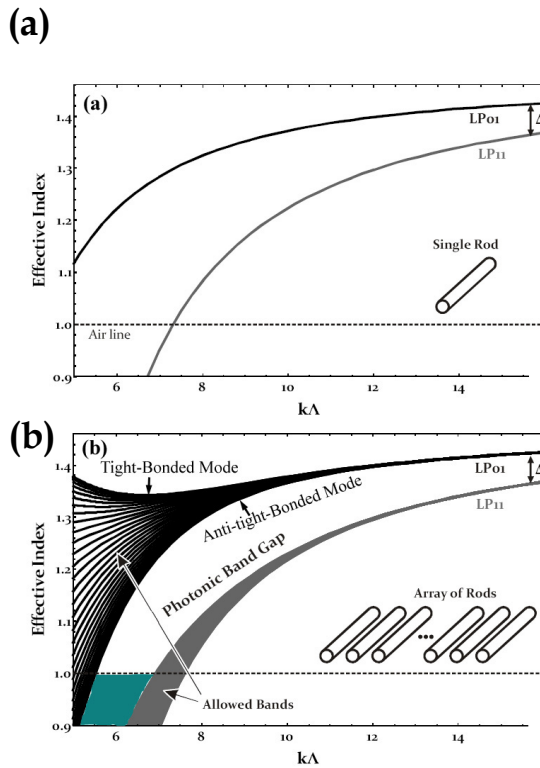 (a)
(a)
LP01
Δ
LP11
Single Rod
Air line
Effective Index
1.4
1.3
1.2
1.1
1.0
0.9
6
8
10
12
14
kΛ
(b)
(b)
Tight-Bonded Mode
LP01
Δ
Anti-tight-Bonded Mode
LP11
Photonic Band Gap
Array of Rods
...
Allowed Bands
Effective Index
1.4
1.3
1.2
1.1
1.0
0.9
6
8
10
12
14
kΛ